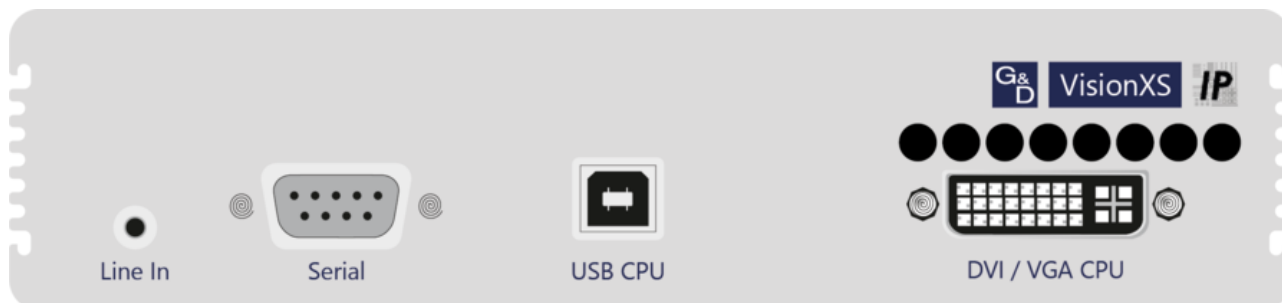 G&D VisionXS IP
Line In Serial USB CPU DVI / VGA CPU